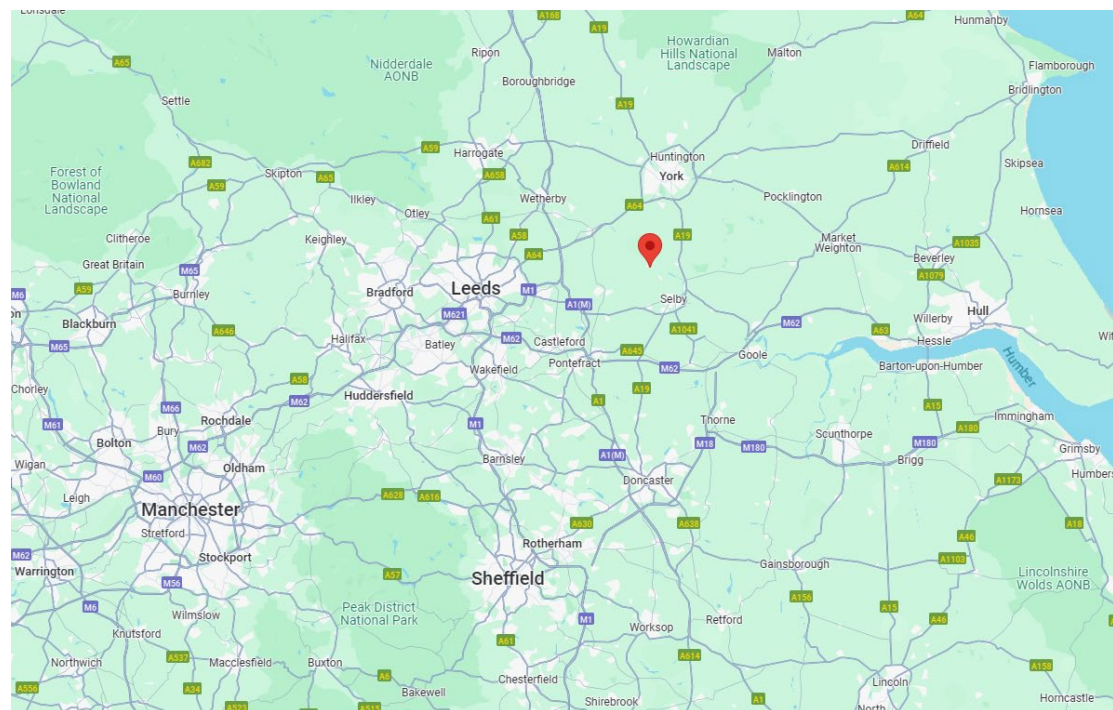 Lonsdale
A168
A64
Hunmanby
A19
Howardian
Hills National
Landscape
Ripon
Malton
A65
Nidderdale
AONB
Flamborough
Boroughbridge
Bridlington
Settle
A19
A59
Huntington
Driffield
Harrogate
A682
Skipton
A65
A658
York
A614
Skipsea
Forest of
Bowland
National
Landscape
A59
Ilkley
Wetherby
Pocklington
A64
Hornsea
Otley
A61
Clitheroe
Keighley
A58
A19
Market
Weighton
A1035
Great Britain
A64
Beverley
M65
A1079
A59
Burnley
Bradford
Leeds
M1
Selby
M6
A1(M)
Hull
M621
M62
Willerby
Blackburn
A646
Halifax
Batley
M62
Castleford
A1041
A63
Hessle
M65
A645
Goole
Wakefield
Pontefract
M62
Barton-upon-Humber
Humber
A58
A19
Chorley
Huddersfield
A1
M66
Rochdale
M62
A15
M61
M1
Thorne
Immingham
Bury
Scunthorpe
A180
Bolton
M62
M18
M180
M180
Grimsby
Wigan
Oldham
Barnsley
A1(M)
Brigg
M60
Doncaster
A1173
Leigh
A628
A616
Manchester
A630
A638
A18
Stretford
Rotherham
A46
M62
Stockport
Gainsborough
A1103
Warrington
A57
Sheffield
Lincolnshire
Wolds AONB
M56
M6
Wilmslow
Peak District
National Park
A156
A15
Knutsford
A61
M1
Worksop
Retford
A46
Northwich
A537
Macclesfield
Buxton
A614
A158
A556
A34
A6
Chesterfield
Lincoln
Bakewell
A1
Horncastle
A523
A515
Shirebrook
North